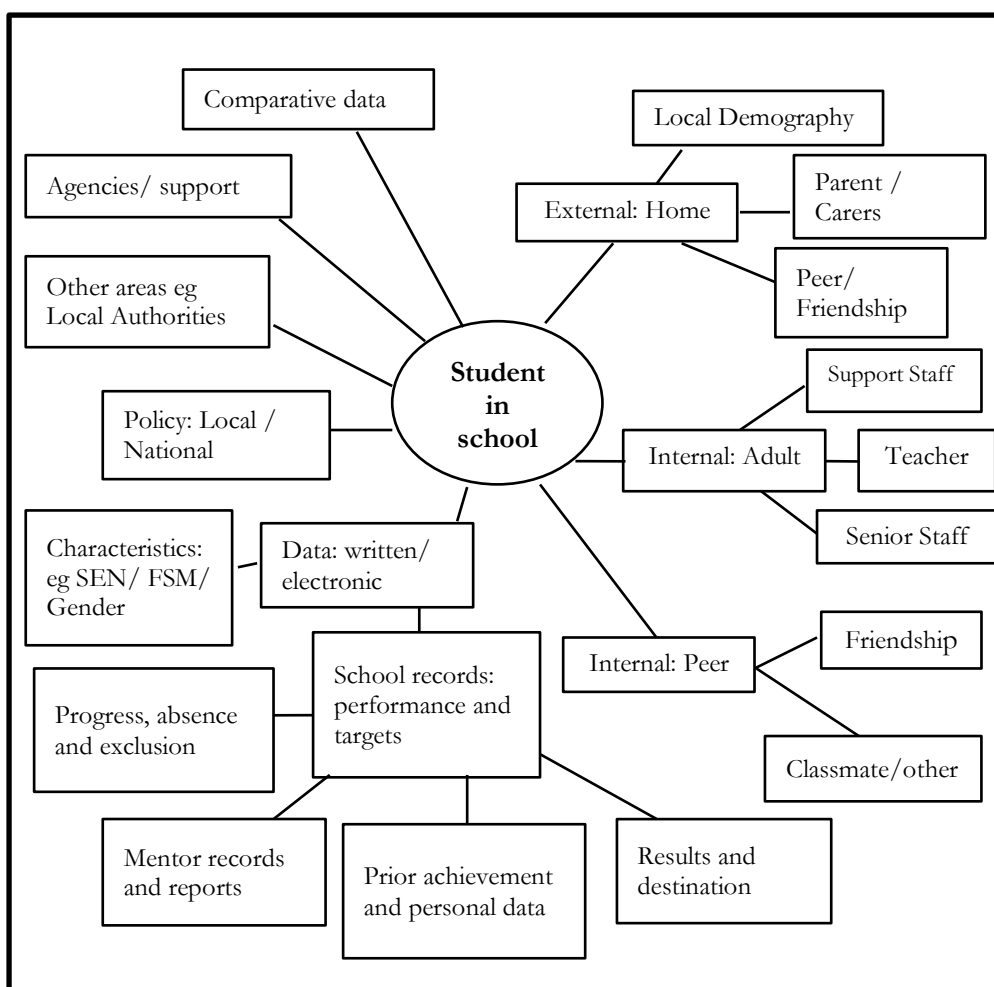 Comparative data
Local Demography
Agencies/ support
External: Home
Parent /
Carers
Other areas eg
Local Authorities
Peer/
Friendship
Student
in
school
Support Staff
Policy: Local /
National
Internal: Adult
Teacher
Senior Staff
Characteristics:
eg SEN/ FSM/
Gender
Data: written/
electronic
Friendship
Internal: Peer
School records:
performance and
targets
Progress, absence
and exclusion
Classmate/other
Mentor records
and reports
Prior achievement
and personal data
Results and
destination